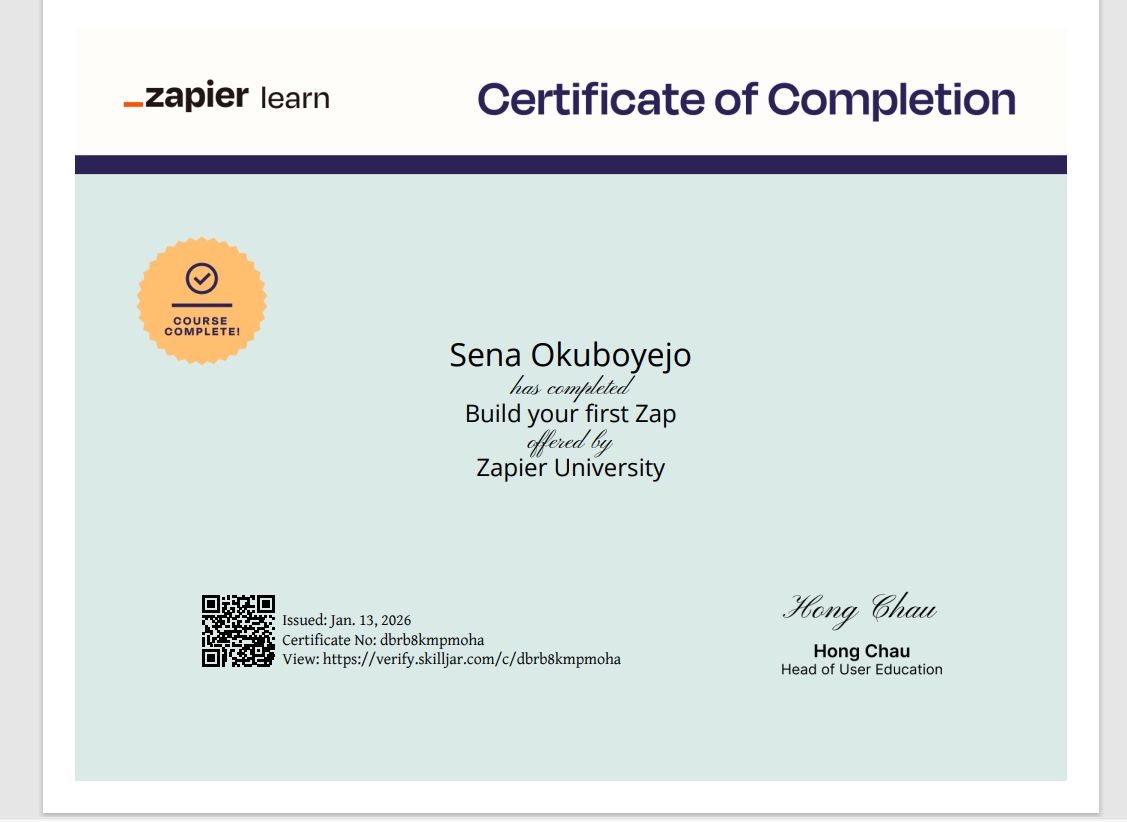 zapier learn
Certificate of Completion
COURSE
COMPLETE!
Sena Okuboyejo
has completed
Build your first Zap
offered by
Zapier University
Issued: Jan. 13, 2026
Certificate No: dbrb8kmpmoha
View: https://verify.skilljar.com/c/dbrb8kmpmoha
Hong Chau
Hong Chau
Head of User Education